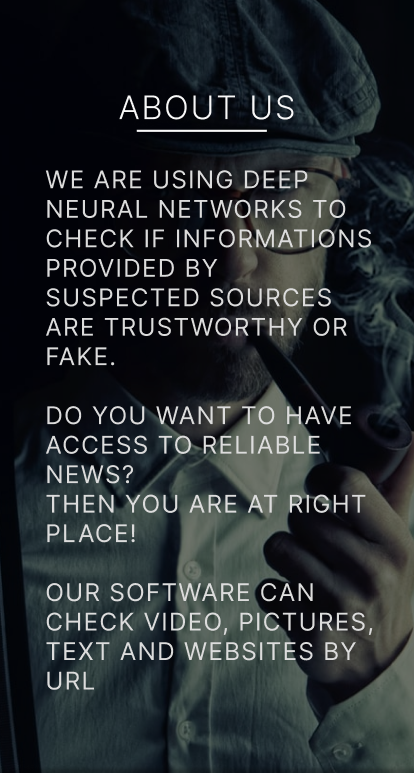 ABOUT US
WE ARE USING DEEP
NEURAL NETWORKS TO
CHECK IF INFORMATIONS
PROVIDED BY
SUSPECTED SOURCES
ARE TRUSTWORTHY OR
FAKE.
DO YOU WANT TO HAVE
ACCESS TO RELIABLE
NEWS?
THEN YOU ARE AT RIGHT
PLACE!
OUR SOFTWARE CAN
CHECK VIDEO, PICTURES,
TEXT AND WEBSITES BY
URL